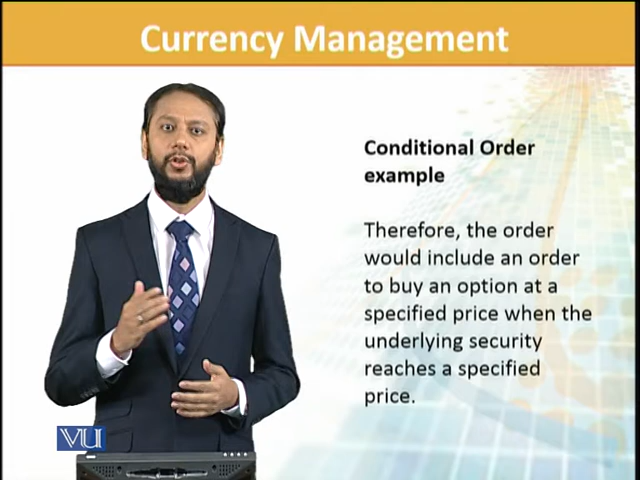 Currency Management
Conditional Order
example
Therefore, the order
would include an order
to buy an option at a
specified price when the
underlying security
reaches a specified
price.
VU